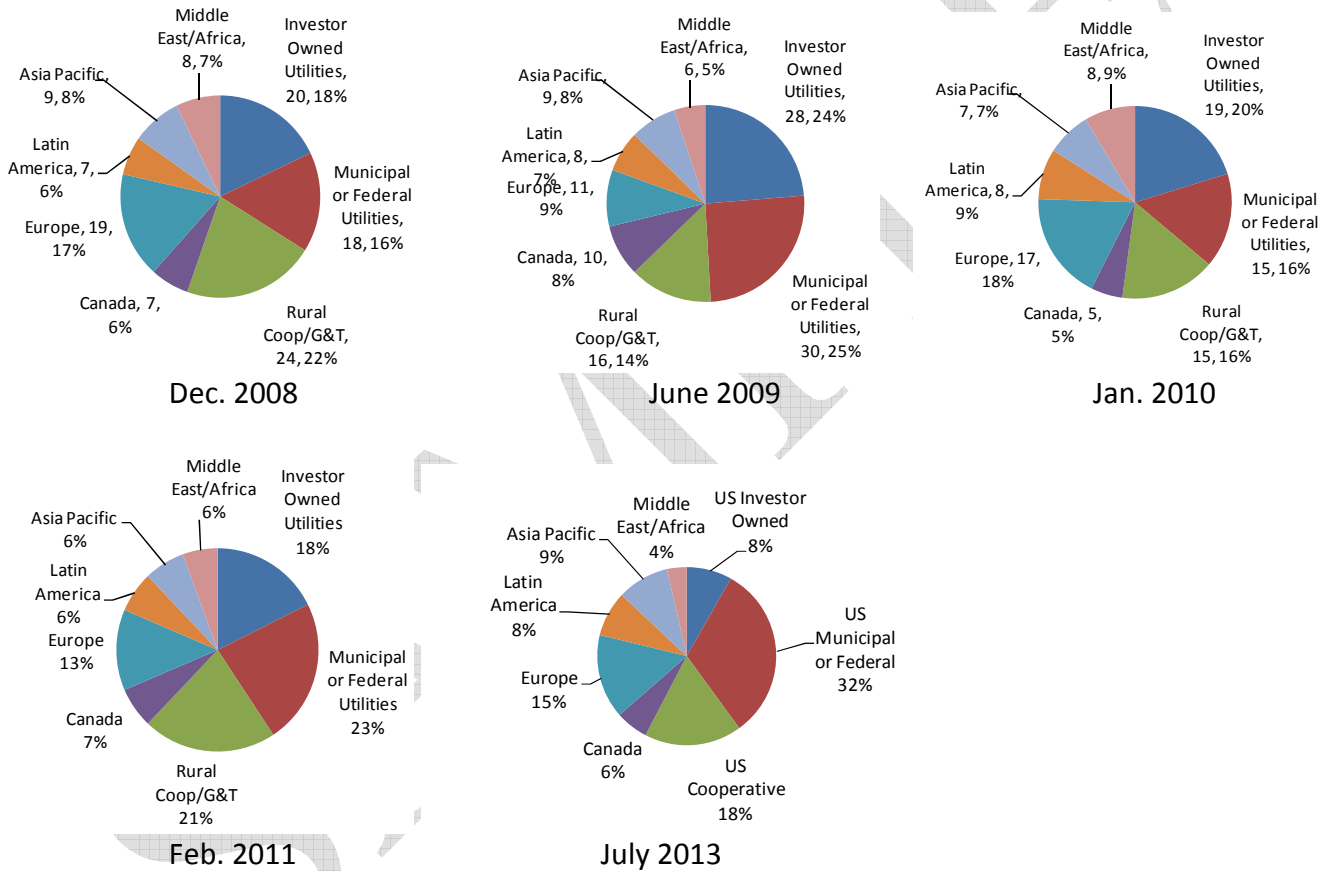 Middle
East/Africa,
8, 7%
Investor
Owned
Utilities,
20, 18%
Asia Pacific,
9, 8%
Latin
America, 7,
6%
Municipal
or Federal
Utilities,
18, 16%
Europe, 19,
17%
Canada, 7,
6%
Rural
Coop/G&T,
24, 22%
Dec. 2008
Middle
East/Africa,
6, 5%
Investor
Owned
Utilities,
28, 24%
Asia Pacific,
9, 8%
Latin
America, 8,
7%
Europe, 11,
9%
Canada, 10,
8%
Municipal
or Federal
Utilities,
30, 25%
Rural
Coop/G&T,
16, 14%
June 2009
Middle
East/Africa,
8, 9%
Investor
Owned
Utilities,
19, 20%
Asia Pacific,
7, 7%
Latin
America, 8,
9%
Municipal
or Federal
Utilities,
15, 16%
Europe, 17,
18%
Canada, 5,
5%
Rural
Coop/G&T,
15, 16%
Jan. 2010
Middle
East/Africa
6%
Investor
Owned
Utilities
18%
Asia Pacific
6%
Latin
America
6%
Europe
13%
Municipal
or Federal
Utilities
23%
Canada
7%
Rural
Coop/G&T
21%
Feb. 2011
Middle
East/Africa
4%
US Investor
Owned
8%
Asia Pacific
9%
Latin
America
8%
US
Municipal
or Federal
32%
Europe
15%
Canada
6%
US
Cooperative
18%
July 2013